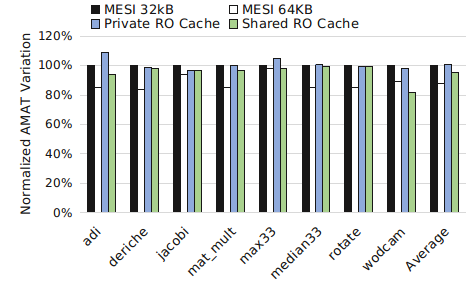 MESI 32kB MESI 64KB
Private RO Cache Shared RO Cache
Normalized AMAT Variation
120%
100%
80%
60%
40%
20%
0%
adi deriche jacobi mat_mult max33 median33 rotate wodcam Average